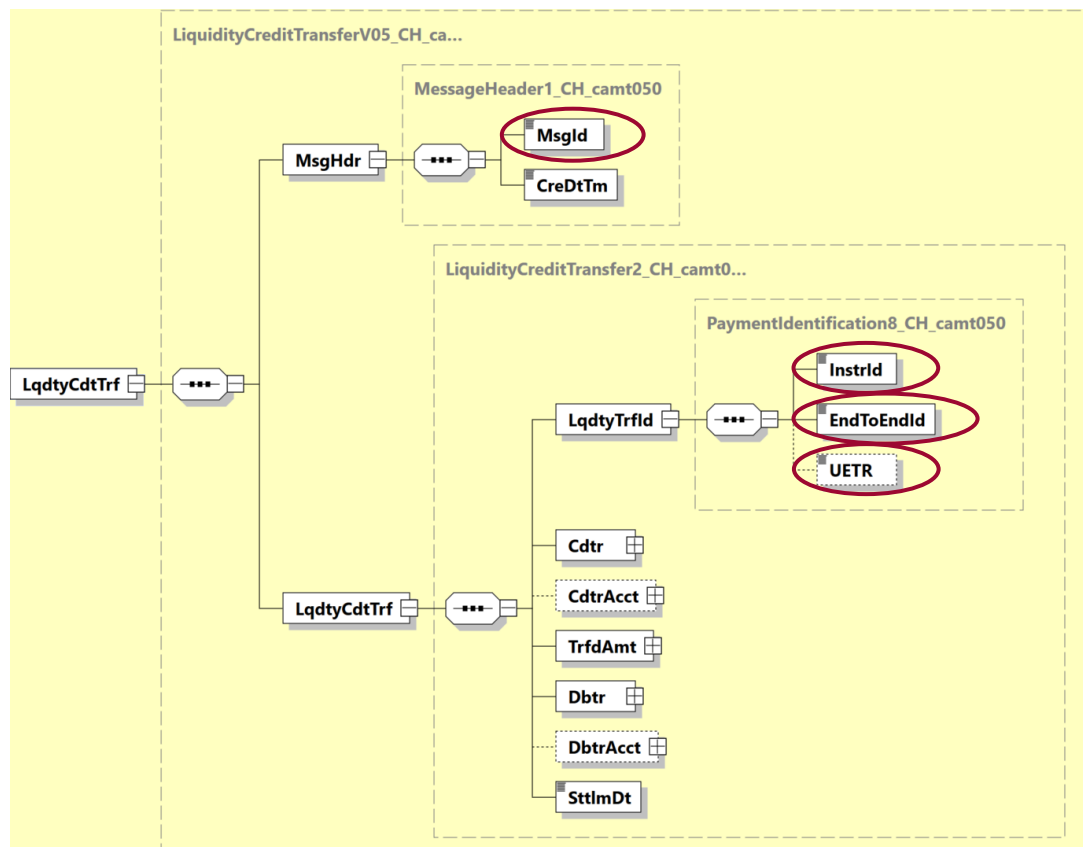 LiquidityCreditTransferV05_CH_ca...
MessageHeader1_CH_camt050
MsgId
MsgHdr
CreDtTm
LiquidityCreditTransfer2_CH_camt0...
PaymentIdentification8_CH_camt050
InstrId
LqdtyCdtTrf
LqdtyTrfId
EndToEndId
UETR
Cdtr
CdtrAcct
LqdtyCdtTrf
TrfdAmt
Dbtr
DbtrAcct
SttlmDt